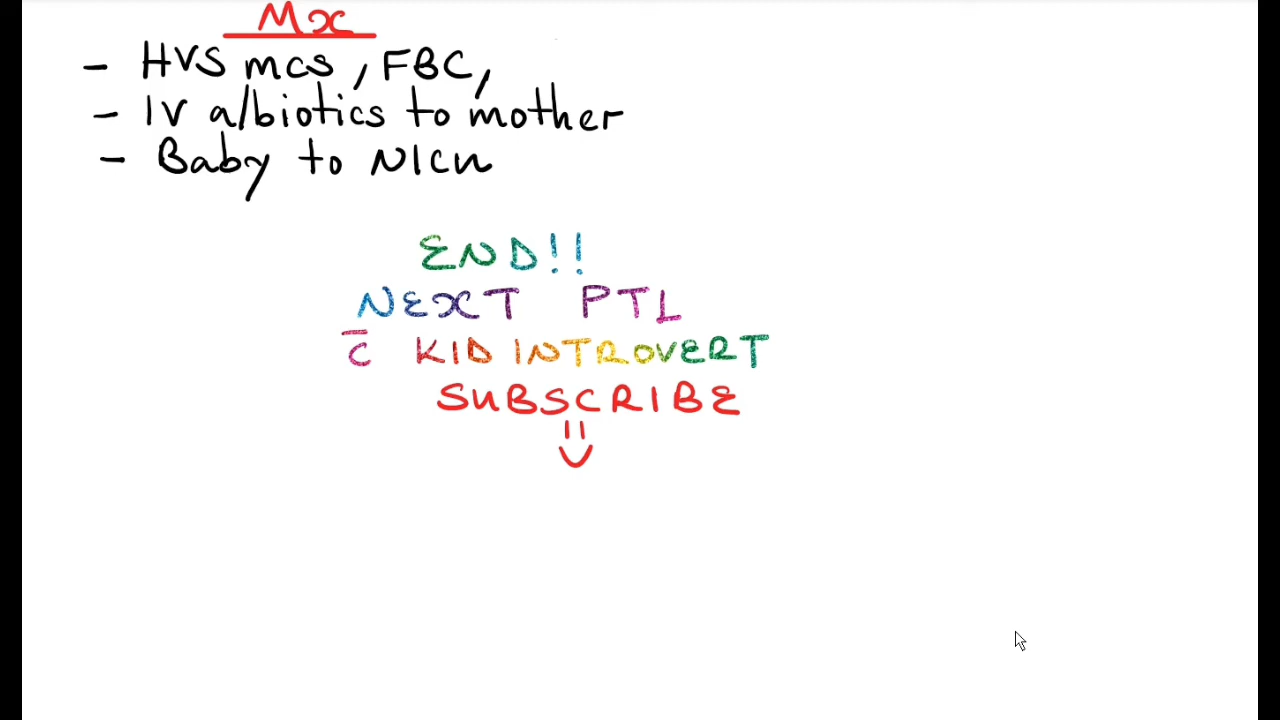 Mx
- HVS mcs, FBC,
- IV a/biotics to mother
- Baby to NICU
END!!
NEXT PTL
c̄ KID INTROVERT
SUBSCRIBE